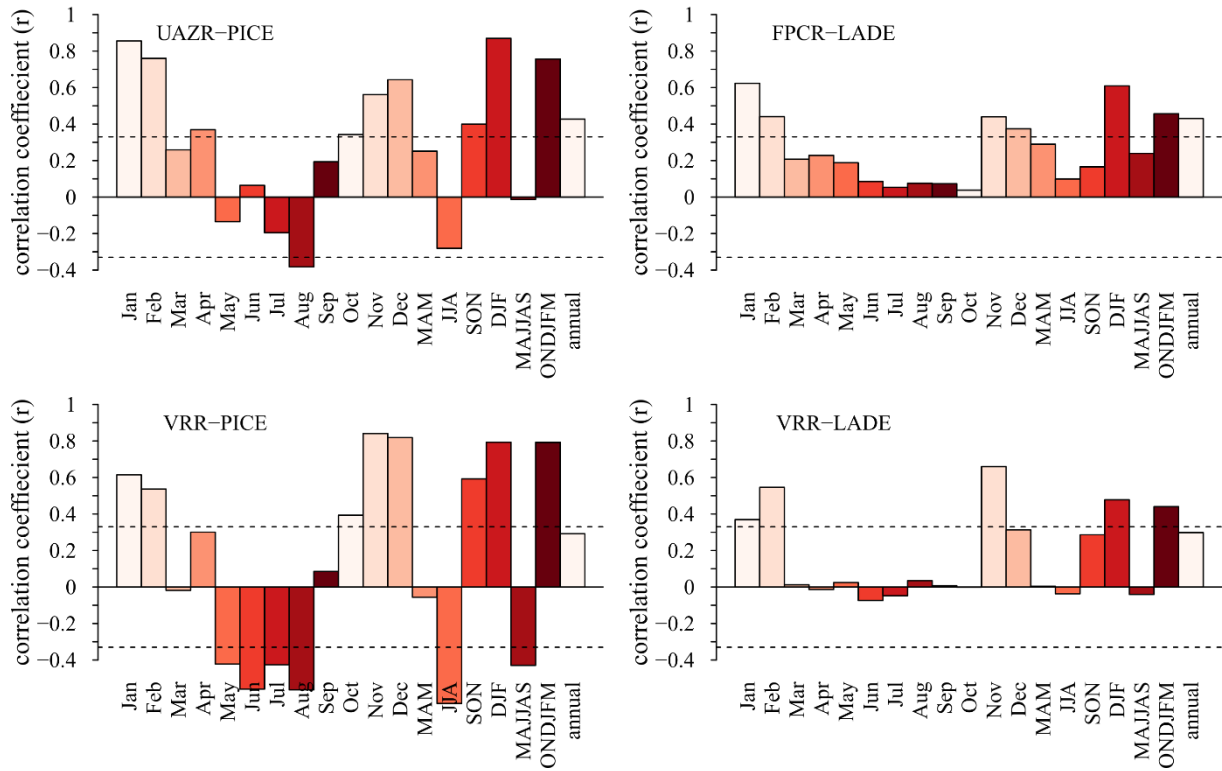 UAZR−PICE
correlation coeffiecient (r)
1
0.8
0.6
0.4
0.2
0
−0.2
−0.4
Jan
Feb
Mar
Apr
May
Jun
Jul
Aug
Sep
Oct
Nov
Dec
MAM
JJA
SON
DJF
MAJJAS
ONDJFM
annual
FPCR−LADE
correlation coeffiecient (r)
1
0.8
0.6
0.4
0.2
0
−0.2
−0.4
Jan
Feb
Mar
Apr
May
Jun
Jul
Aug
Sep
Oct
Nov
Dec
MAM
JJA
SON
DJF
MAJJAS
ONDJFM
annual
VRR−PICE
correlation coeffiecient (r)
1
0.8
0.6
0.4
0.2
0
−0.2
−0.4
Jan
Feb
Mar
Apr
May
Jun
Jul
Aug
Sep
Oct
Nov
Dec
MAM
JJA
SON
DJF
MAJJAS
ONDJFM
annual
VRR−LADE
correlation coeffiecient (r)
1
0.8
0.6
0.4
0.2
0
−0.2
−0.4
Jan
Feb
Mar
Apr
May
Jun
Jul
Aug
Sep
Oct
Nov
Dec
MAM
JJA
SON
DJF
MAJJAS
ONDJFM
annual